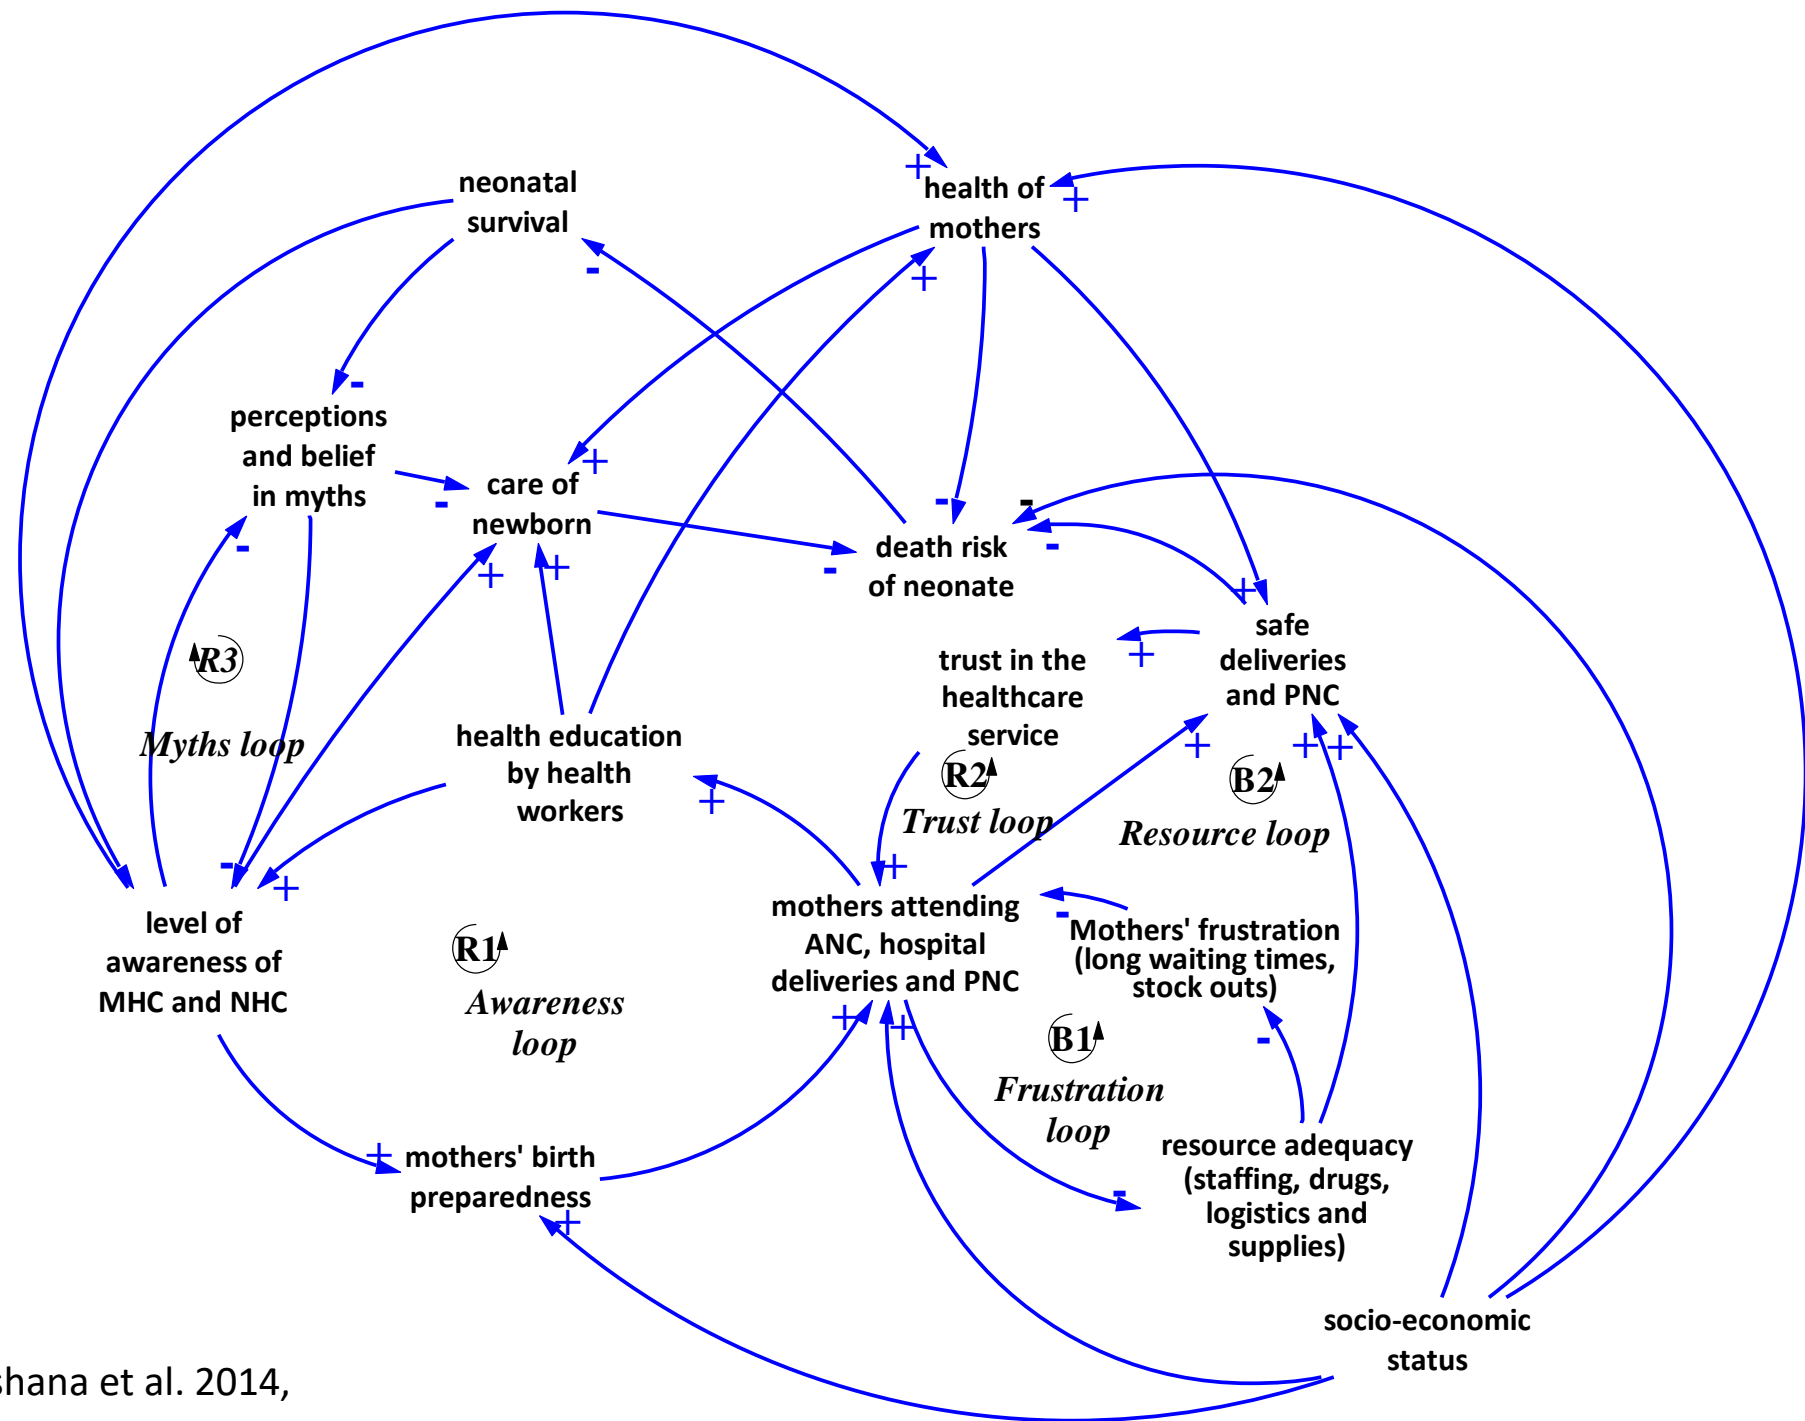 neonatal
survival
health of
mothers
perceptions
and belief
in myths
care of
newborn
death risk
of neonate
safe
deliveries
and PNC
trust in the
healthcare
service
R3
Myths loop
health education
by health
workers
R2
Trust loop
B2
Resource loop
level of
awareness of
MHC and NHC
R1
Awareness
loop
mothers attending
ANC, hospital
deliveries and PNC
Mothers' frustration
(long waiting times,
stock outs)
B1
Frustration
loop
mothers' birth
preparedness
resource adequacy
(staffing, drugs,
logistics and
supplies)
socio-economic
status
shana et al. 2014,